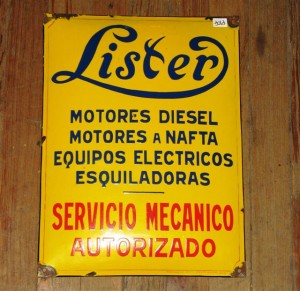 Lister
MOTORES DIESEL
MOTORES A NAFTA
EQUIPOS ELECTRICOS
ESQUILADORAS
SERVICIO MECANICO
AUTORIZADO